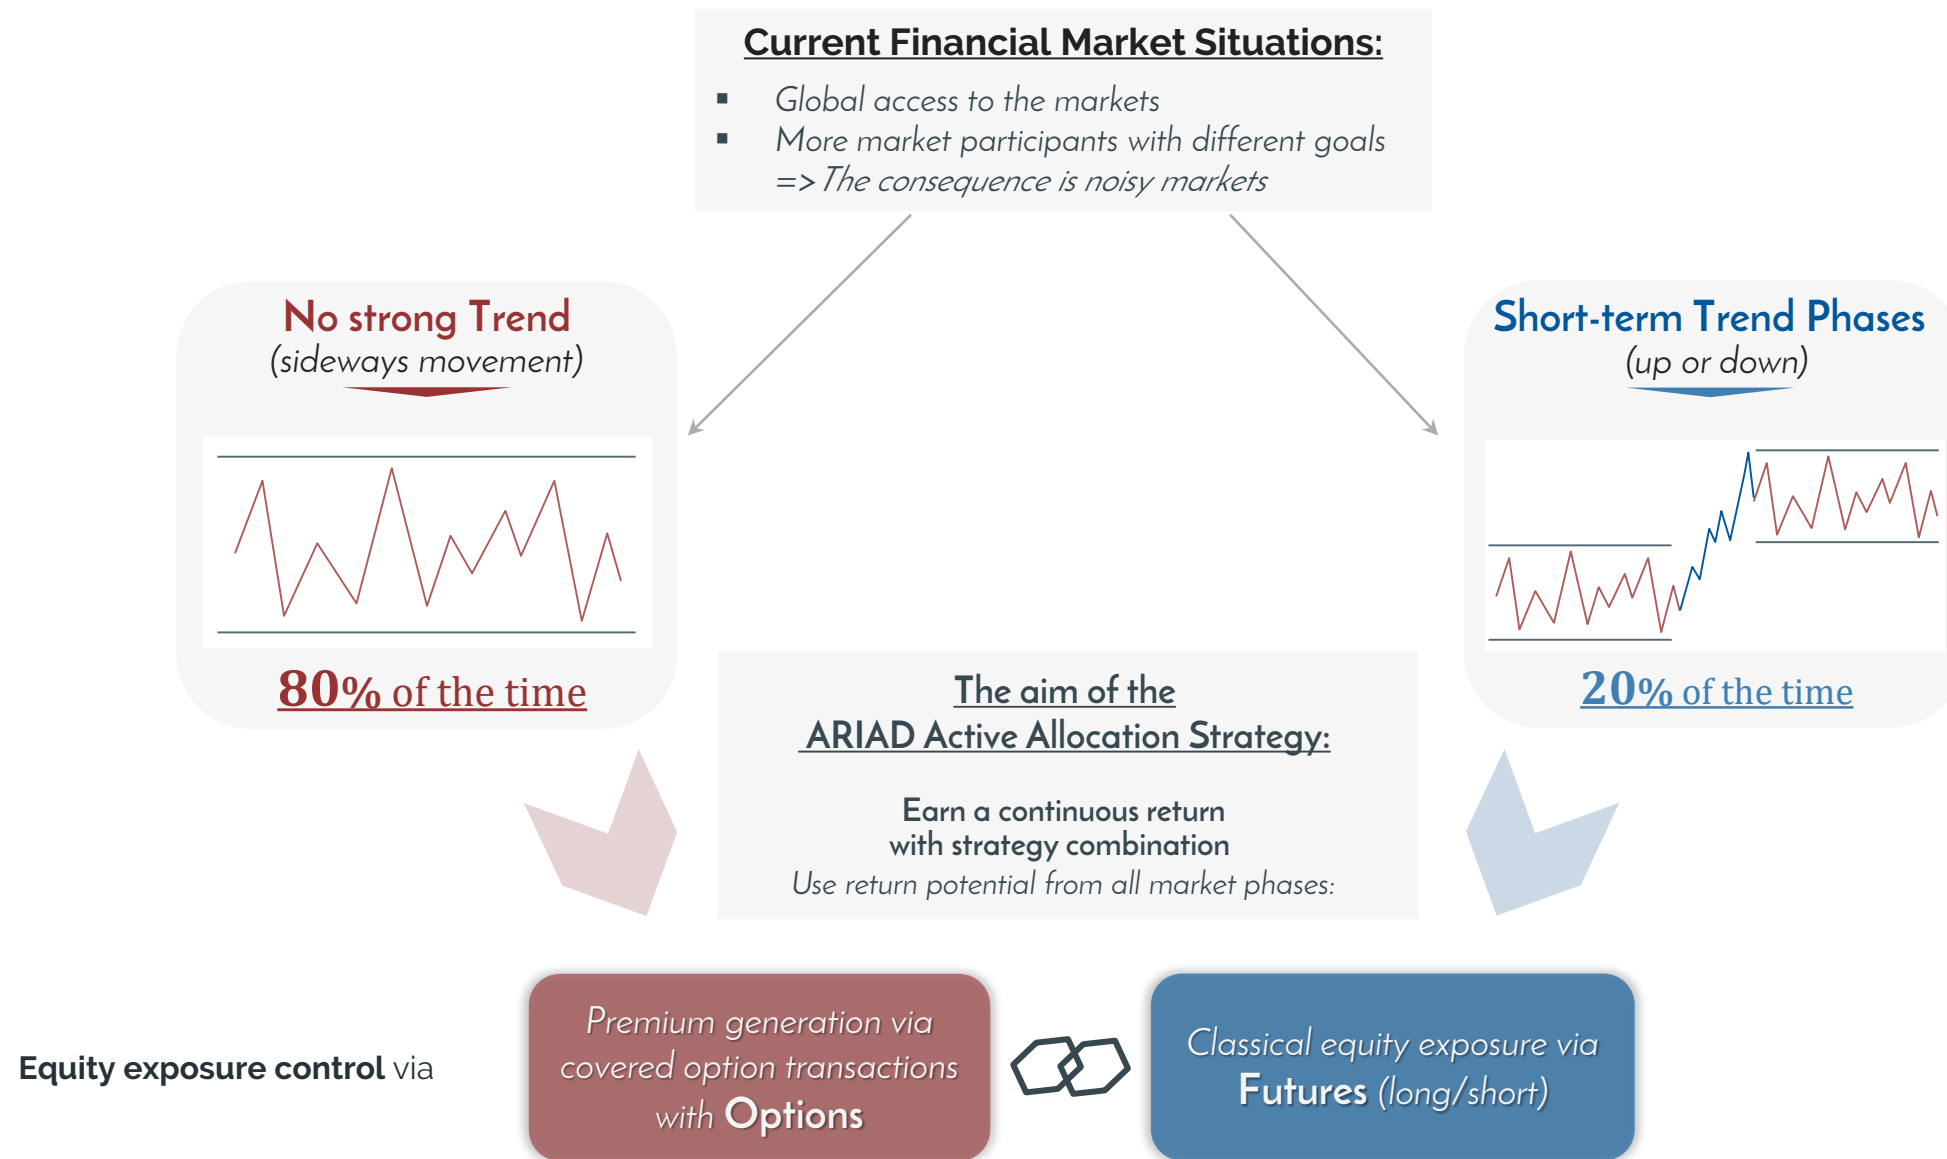 Current Financial Market Situations:
▪ Global access to the markets
▪ More market participants with different goals
=> The consequence is noisy markets
No strong Trend
(sideways movement)
80% of the time
Short-term Trend Phases
(up or down)
20% of the time
The aim of the
ARIAD Active Allocation Strategy:
Earn a continuous return
with strategy combination
Use return potential from all market phases:
Equity exposure control via
Premium generation via
covered option transactions
with Options
Classical equity exposure via
Futures (long/short)